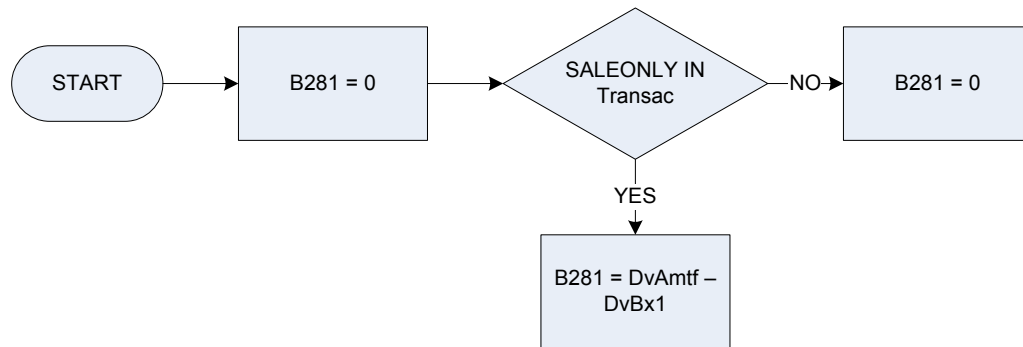 START
B281 = 0
SALEONLY IN
Transac
NO
B281 = 0
YES
B281 = DvAmtf –
DvBx1